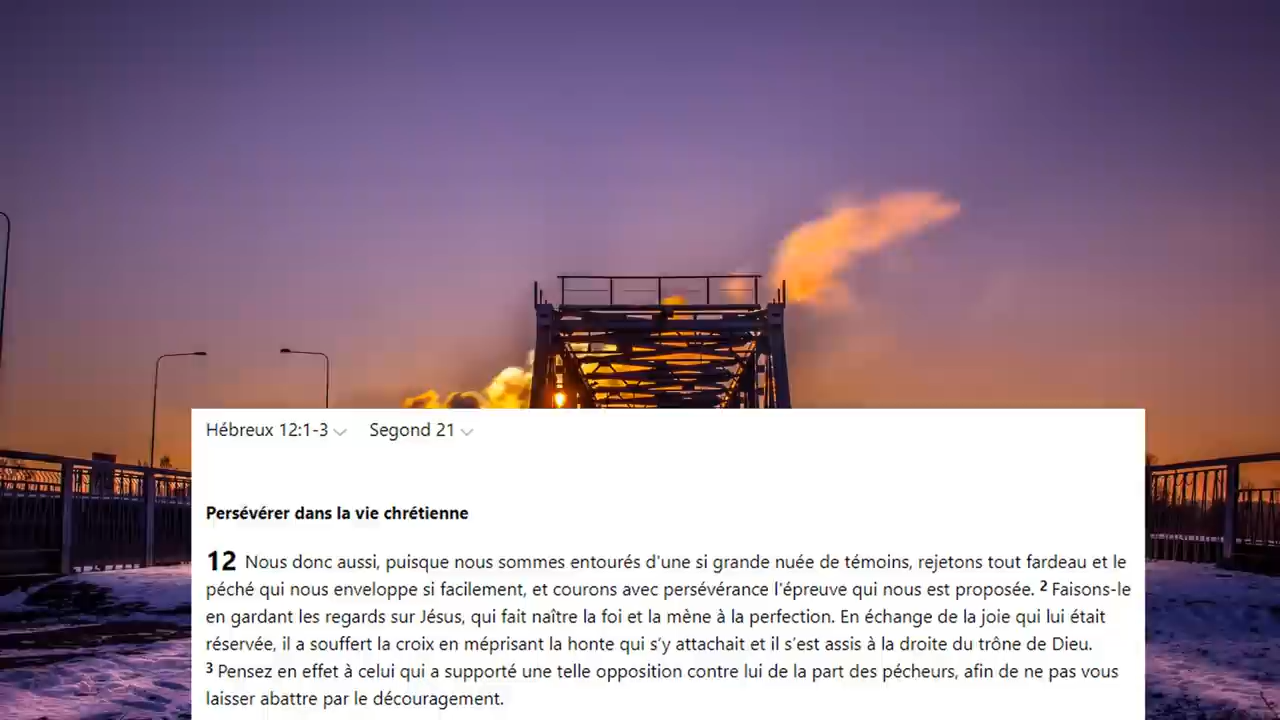 Hébreux 12:1-3 Segond 21
Persévérer dans la vie chrétienne
12 Nous donc aussi, puisque nous sommes entourés d'une si grande nuée de témoins, rejetons tout fardeau et le
péché qui nous enveloppe si facilement, et courons avec persévérance l'épreuve qui nous est proposée. 2 Faisons-le
en gardant les regards sur Jésus, qui fait naître la foi et la mène à la perfection. En échange de la joie qui lui était
réservée, il a souffert la croix en méprisant la honte qui s’y attachait et il s’est assis à la droite du trône de Dieu.
3 Pensez en effet à celui qui a supporté une telle opposition contre lui de la part des pécheurs, afin de ne pas vous
laisser abattre par le découragement.